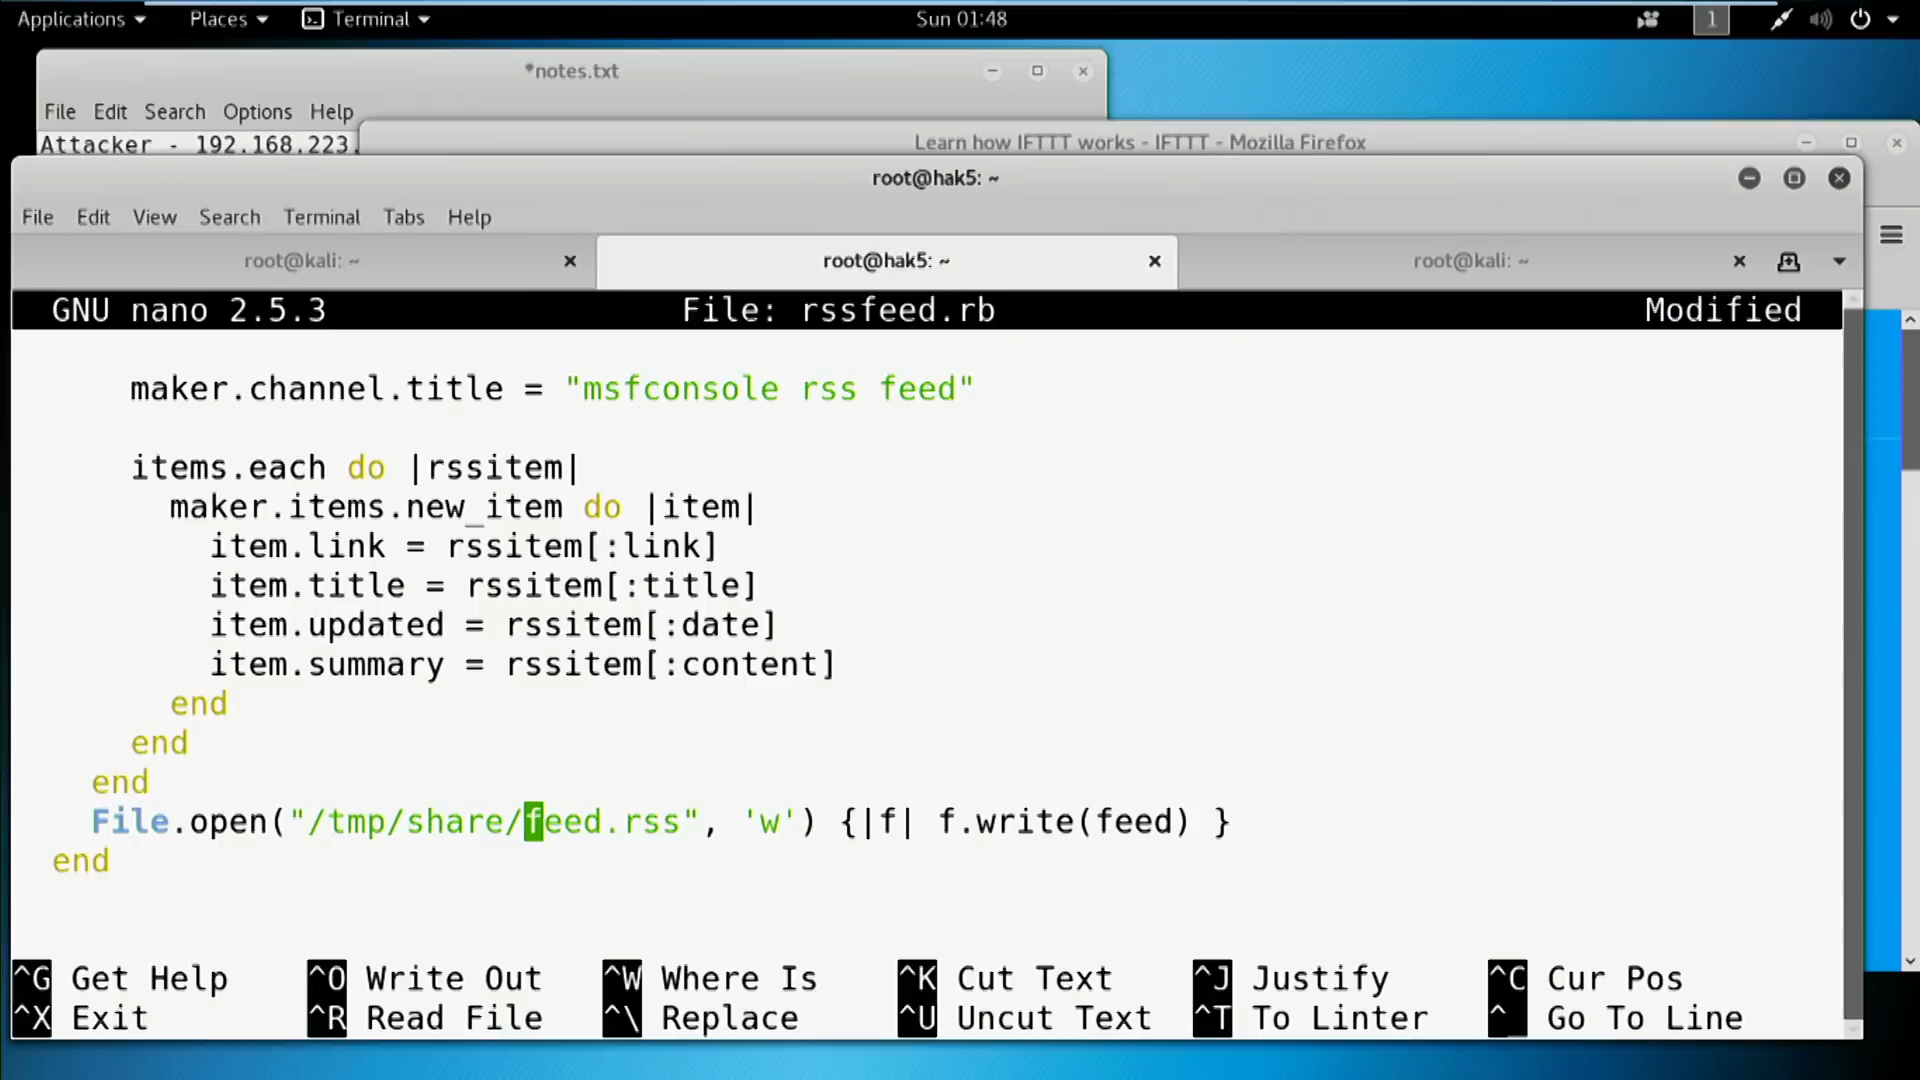 Applications Places Terminal Sun 01:48 1
*notes.txt
File Edit Search Options Help
Attacker - 192.168.223.
Learn how IFTTT works - IFTTT - Mozilla Firefox
root@hak5: ~
File Edit View Search Terminal Tabs Help
root@kali: ~ root@hak5: ~ root@kali: ~
GNU nano 2.5.3 File: rssfeed.rb Modified
maker.channel.title = "msfconsole rss feed"
items.each do |rssitem|
maker.items.new_item do |item|
item.link = rssitem[:link]
item.title = rssitem[:title]
item.updated = rssitem[:date]
item.summary = rssitem[:content]
end
end
end
File.open("/tmp/share/feed.rss", 'w') {|f| f.write(feed) }
end
^G Get Help ^O Write Out ^W Where Is ^K Cut Text ^J Justify ^C Cur Pos
^X Exit ^R Read File ^\ Replace ^U Uncut Text ^T To Linter ^_ Go To Line